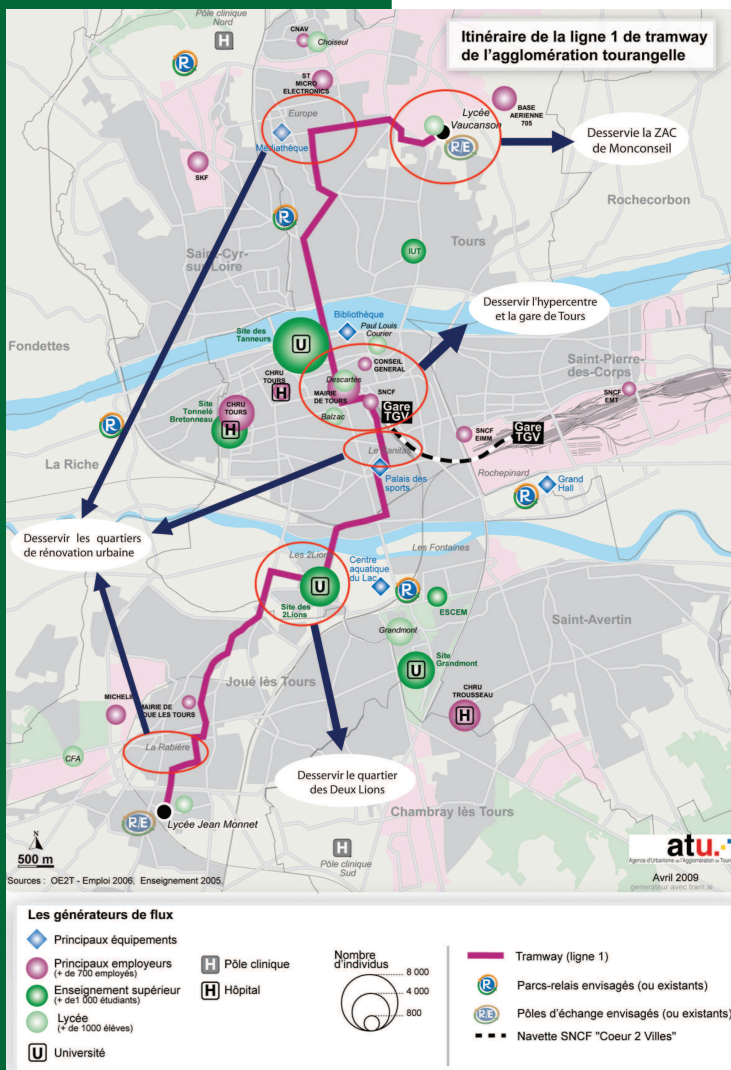 Itinéraire de la ligne 1 de tramway
de l'agglomération tourangelle
Pôle clinique
Nord
H
CNAV
Choiseul
R
ST
MICRO
ELECTRONICS
Europe
Lycée
Vaucanson
BASE
AERIENNE
705
R/E
Desservie la ZAC
de Monconseil
Médiathèque
SKF
Rochecorbon
R
Saint-Cyr-
sur-Loire
Tours
IUT
Desservir l'hypercentre
et la gare de Tours
Bibliothèque
Site des
Tanneurs
U
Paul Louis
Courier
Fondettes
CONSEIL
GENERAL
Saint-Pierre-
des-Corps
CHRU
TOURS
H
Descartes
MAIRIE
DE TOURS
SNCF
SNCF
EMT
Site
Tonnelé
Bretonneau
CHRU
TOURS
H
Balzac
Gare
TGV
SNCF
EIMM
Gare
TGV
R
La Riche
Le Sanitas
Palais des
sports
Rochepinard
Grand
Hall
R
Desservir les quartiers
de rénovation urbaine
Les 2Lions
Les Fontaines
Centre
aquatique
du Lac
R
U
Site des
2Lions
ESCEM
Saint-Avertin
Grandmont
Site
Grandmont
U
Joué lès Tours
CHRU
TROUSSEAU
H
MICHELIN
MAIRIE DE
JOUE LES TOURS
La Rabière
CFA
Desservir le quartier
des Deux Lions
Chambray lès Tours
R/E
Lycée Jean Monnet
N
500 m
H
Pôle clinique
Sud
atu.
Agence d'Urbanisme de l'Agglomération de Tours
Sources : OE2T - Emploi 2006, Enseignement 2005.
Avril 2009
Les générateurs de flux
Principaux équipements
Principaux employeurs
(+ de 700 employés)
Enseignement supérieur
(+ de1 000 étudiants)
Lycée
(+ de 1000 élèves)
U Université
H Pôle clinique
H Hôpital
Nombre
d'individus
8 000
4 000
800
Tramway (ligne 1)
R Parcs-relais envisagés (ou existants)
R/E Pôles d'échange envisagés (ou existants)
Navette SNCF "Coeur 2 Villes"